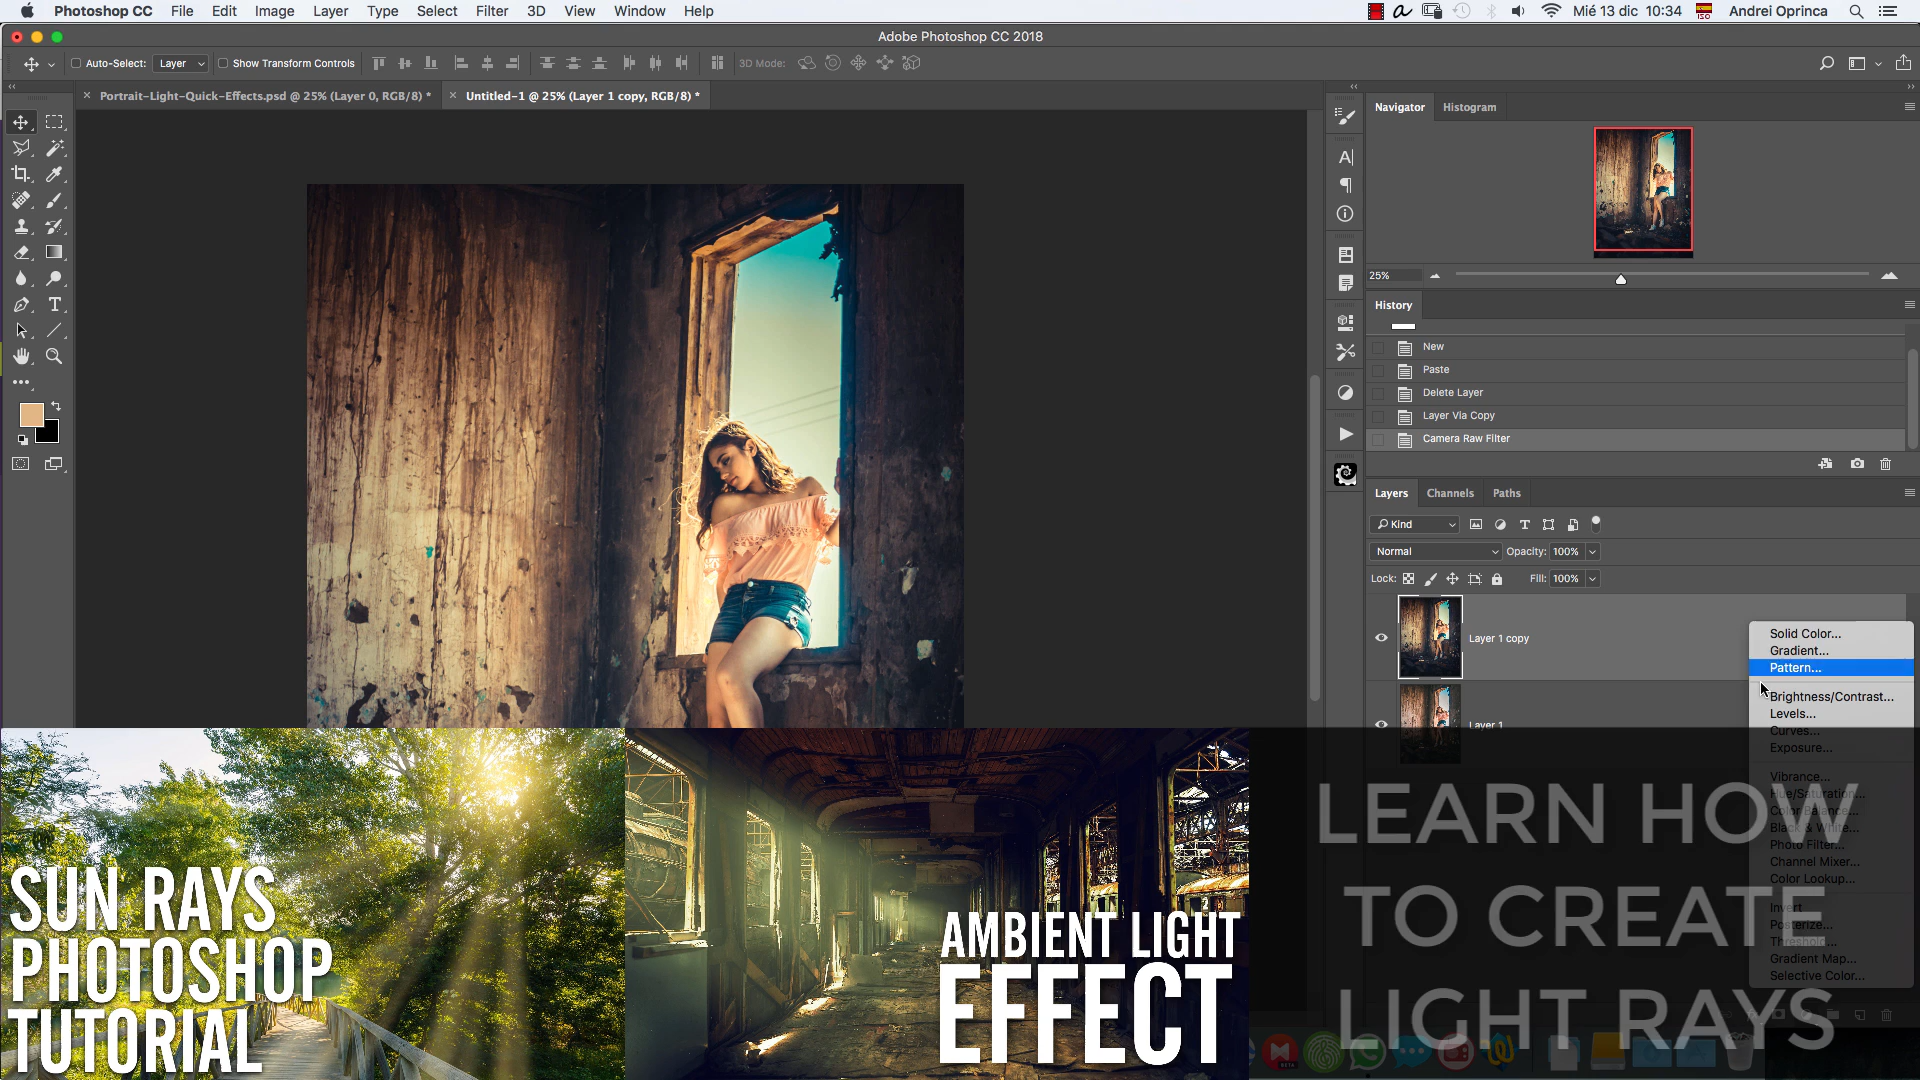 Photoshop CC File Edit Image Layer Type Select Filter 3D View Window Help
Mié 13 dic 10:34 ISO Andrei Oprinca
Adobe Photoshop CC 2018
Auto-Select: Layer Show Transform Controls 3D Mode:
Portrait-Light-Quick-Effects.psd @ 25% (Layer 0, RGB/8) *
Untitled-1 @ 25% (Layer 1 copy, RGB/8) *
Navigator Histogram
25%
History
New
Paste
Delete Layer
Layer Via Copy
Camera Raw Filter
Layers Channels Paths
Kind
Normal Opacity: 100%
Lock: Fill: 100%
Layer 1 copy
Layer 1
Solid Color...
Gradient...
Pattern...
Brightness/Contrast...
Levels...
Curves...
Exposure...
Vibrance...
Hue/Saturation...
Color Balance...
Black & White...
Photo Filter...
Channel Mixer...
Color Lookup...
Invert
Posterize...
Threshold...
Gradient Map...
Selective Color...
SUN RAYS
PHOTOSHOP
TUTORIAL
AMBIENT LIGHT
EFFECT
LEARN HOW
TO CREATE
LIGHT RAYS